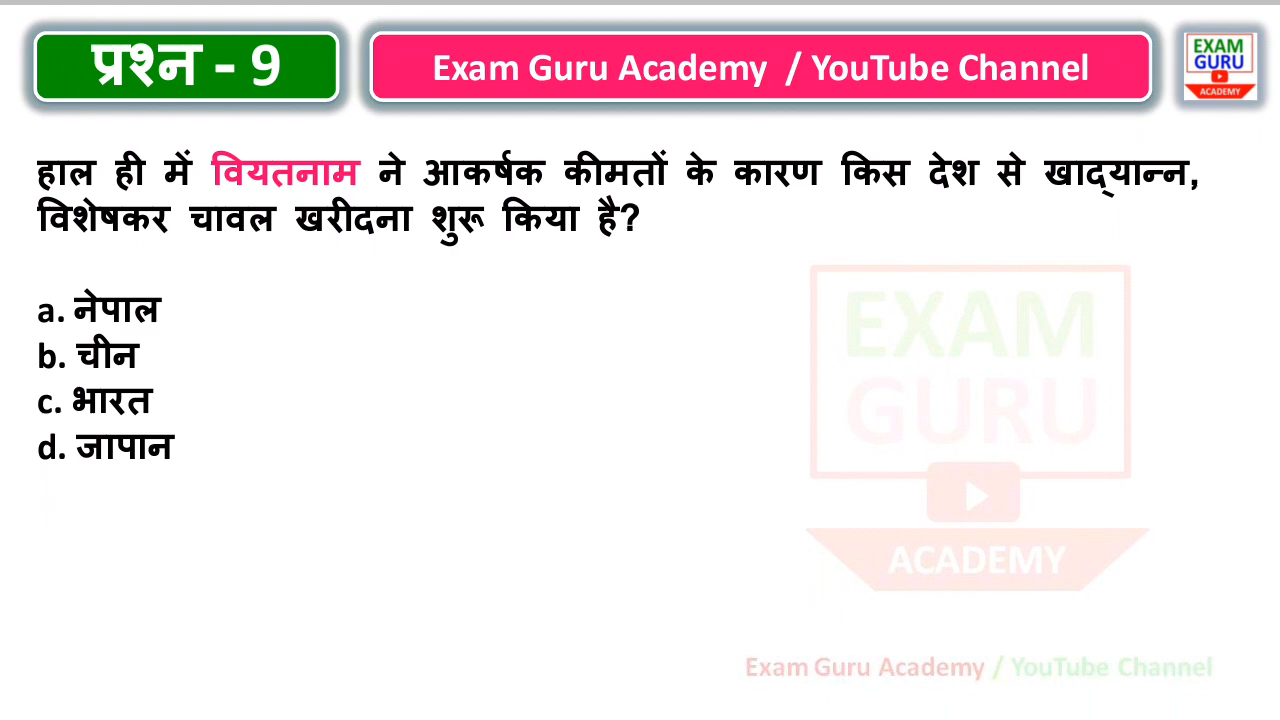 प्रश्न - 9
Exam Guru Academy / YouTube Channel
EXAM
GURU
ACADEMY
हाल ही में वियतनाम ने आकर्षक कीमतों के कारण किस देश से खाद्यान्न,
विशेषकर चावल खरीदना शुरू किया है?
a. नेपाल
b. चीन
c. भारत
d. जापान
EXAM
GURU
ACADEMY
Exam Guru Academy / YouTube Channel